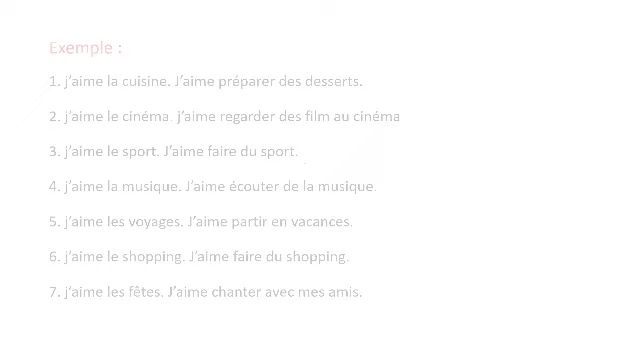 Exemple :
1. j’aime la cuisine. J’aime préparer des desserts.
2. j’aime le cinéma. j’aime regarder des film au cinéma
3. j’aime le sport. J’aime faire du sport.
4. j’aime la musique. J’aime écouter de la musique.
5. j’aime les voyages. J’aime partir en vacances.
6. j’aime le shopping. J’aime faire du shopping.
7. j’aime les fêtes. J’aime chanter avec mes amis.